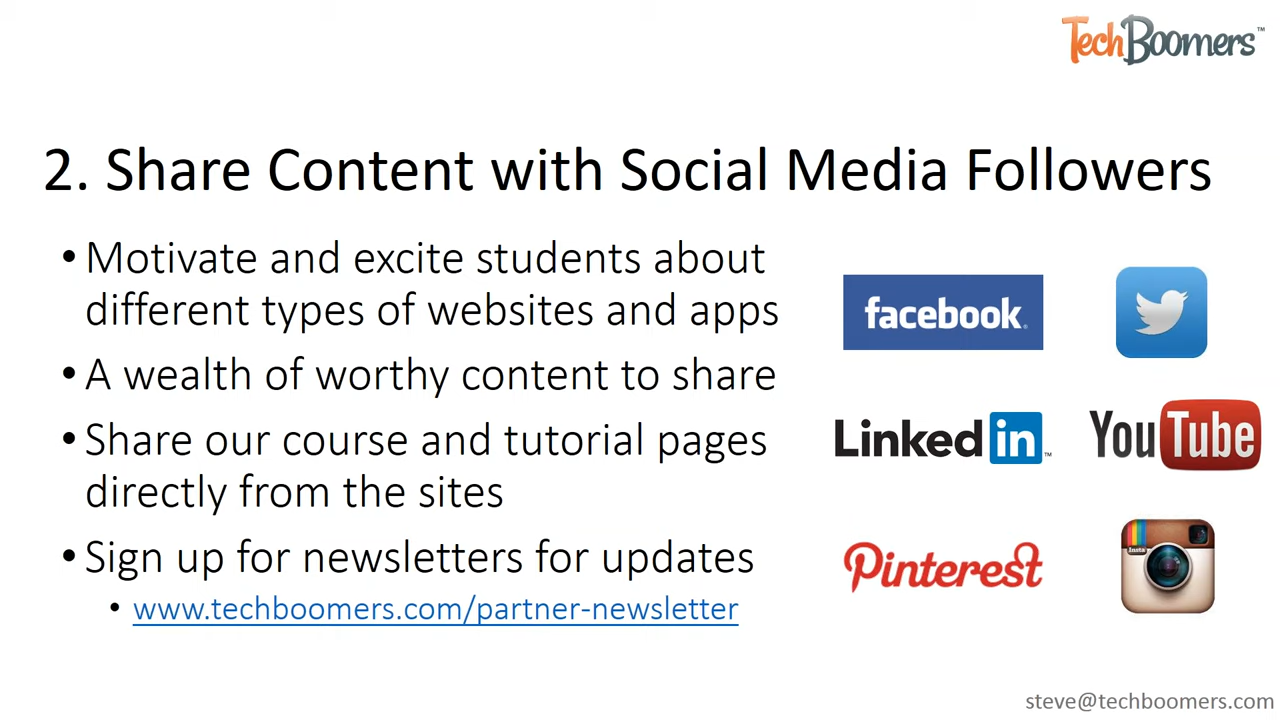 TechBoomers™
2. Share Content with Social Media Followers
• Motivate and excite students about
different types of websites and apps
• A wealth of worthy content to share
• Share our course and tutorial pages
directly from the sites
• Sign up for newsletters for updates
• www.techboomers.com/partner-newsletter
facebook®
Linkedin™
YouTube
Pinterest
Insta
steve@techboomers.com